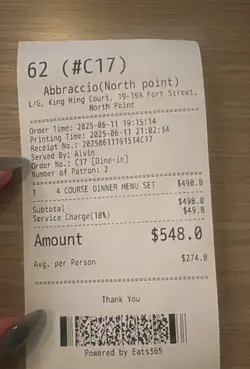 62 (#C17)
Abbraccio(North point)
L/G, King Ming Court, 19-19A Fort Street,
North Point
Order Time: 2025-06-11 19:15:14
Printing Time: 2025-06-11 21:02:34
Receipt No.: 20250611191514C17
Served By: Alvin
Order No.: C17 [Dine-in]
Number of Patron: 2
1 4 COURSE DINNER MENU SET $498.0
Subtotal $498.0
Service Charge(10%) $49.8
Amount $548.0
Avg. per Person $274.0
Thank You
Powered by Eats365